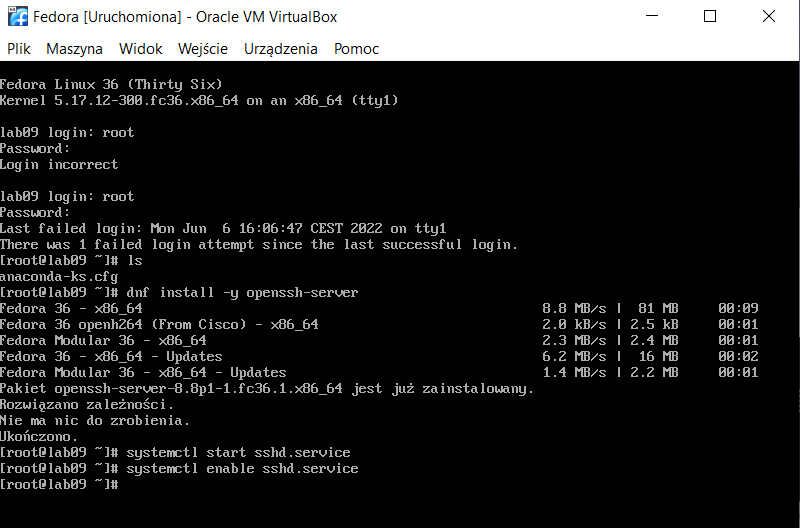 Fedora [Uruchomiona] - Oracle VM VirtualBox
Plik Maszyna Widok Wejście Urządzenia Pomoc
Fedora Linux 36 (Thirty Six)
Kernel 5.17.12-300.fc36.x86_64 on an x86_64 (tty1)
lab09 login: root
Password:
Login incorrect
lab09 login: root
Password:
Last failed login: Mon Jun  6 16:06:47 CEST 2022 on tty1
There was 1 failed login attempt since the last successful login.
[root@lab09 ~]# ls
anaconda-ks.cfg
[root@lab09 ~]# dnf install -y openssh-server
Fedora 36 - x86_64 8.8 MB/s | 81 MB 00:09
Fedora 36 openh264 (From Cisco) - x86_64 2.0 kB/s | 2.5 kB 00:01
Fedora Modular 36 - x86_64 2.3 MB/s | 2.4 MB 00:01
Fedora 36 - x86_64 - Updates 6.2 MB/s | 16 MB 00:02
Fedora Modular 36 - x86_64 - Updates 1.4 MB/s | 2.2 MB 00:01
Pakiet openssh-server-8.8p1-1.fc36.1.x86_64 jest już zainstalowany.
Rozwiązano zależności.
Nie ma nic do zrobienia.
Ukończono.
[root@lab09 ~]# systemctl start sshd.service
[root@lab09 ~]# systemctl enable sshd.service
[root@lab09 ~]#